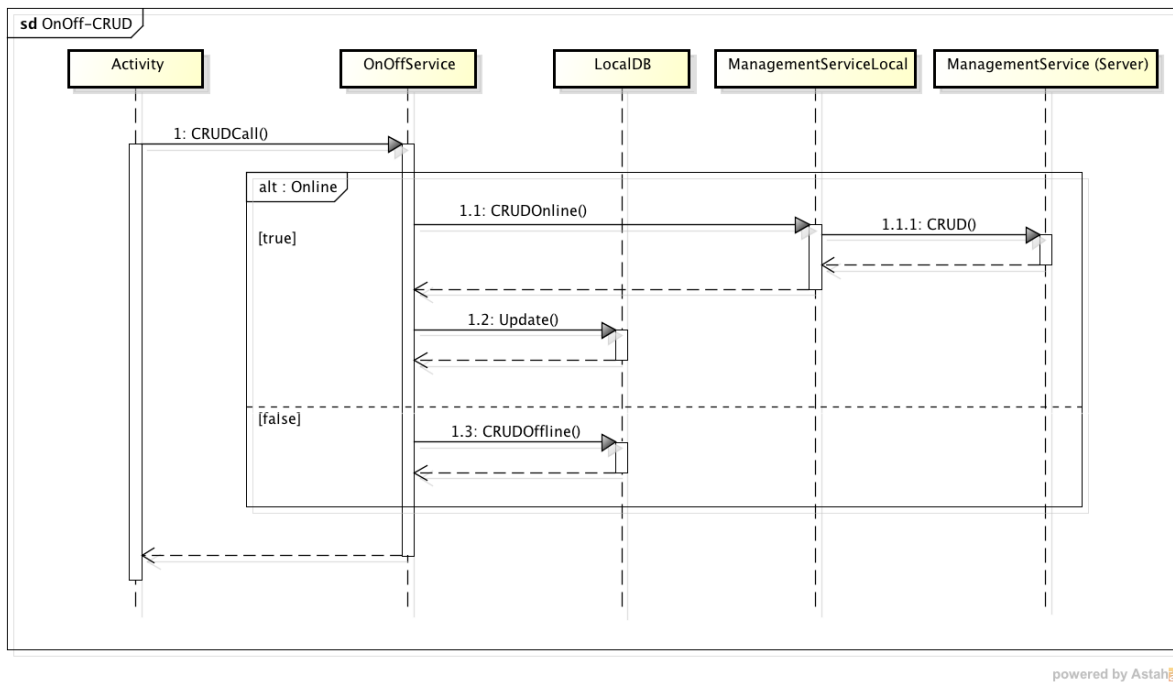 sd OnOff-CRUD
Activity
OnOffService
LocalDB
ManagementServiceLocal
ManagementService (Server)
1: CRUDCall()
alt : Online
1.1: CRUDOnline()
1.1.1: CRUD()
[true]
1.2: Update()
[false]
1.3: CRUDOffline()
powered by Astah